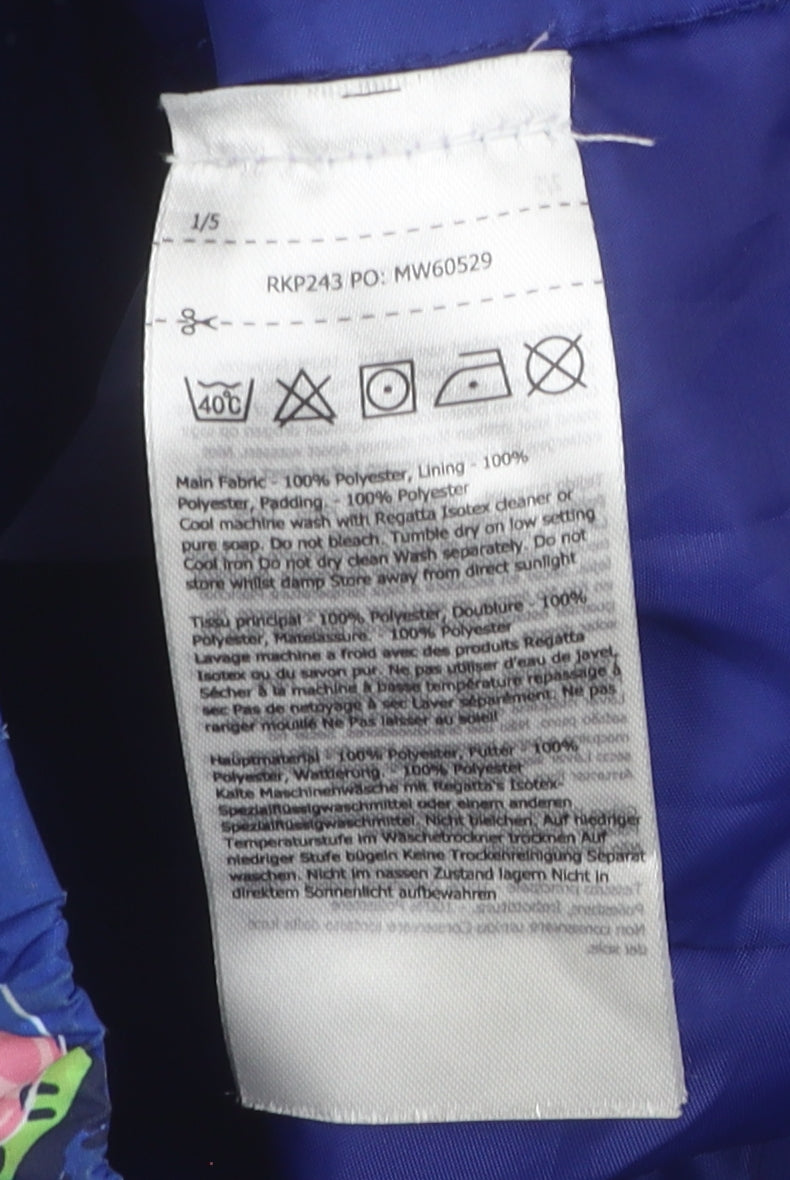 1/5
RKP243 PO: MW60529
40°C
Main Fabric - 100% Polyester, Lining - 100%
Polyester, Padding. - 100% Polyester
Cool machine wash with Regatta Isotex cleaner or
pure soap. Do not bleach. Tumble dry on low setting
Cool iron Do not dry clean Wash separately. Do not
store whilst damp Store away from direct sunlight
Tissu principal - 100% Polyester, Doublure - 100%
Polyester, Matelassure. - 100% Polyester
Lavage machine a froid avec des produits Regatta
Isotex ou du savon pur. Ne pas utiliser d'eau de javel.
Sécher à la machine à basse température repassage à
sec Pas de netoyage à sec Laver séparément. Ne pas
ranger mouillé Ne Pas laisser au soleil
Hauptmaterial - 100% Polyester, Futter - 100%
Polyester, Wattierung. - 100% Polyester
Kalte Maschinenwäsche mit Regatta's Isotex-
Spezialflüssigwaschmittel oder einem anderen
Spezialflüssigwaschmittel. Nicht bleichen. Auf niedriger
Temperaturstufe im Wäschetrockner trocknen Auf
niedriger Stufe bügeln Keine Trockenreinigung Separat
waschen. Nicht im nassen Zustand lagern Nicht in
direktem Sonnenlicht aufbewahren